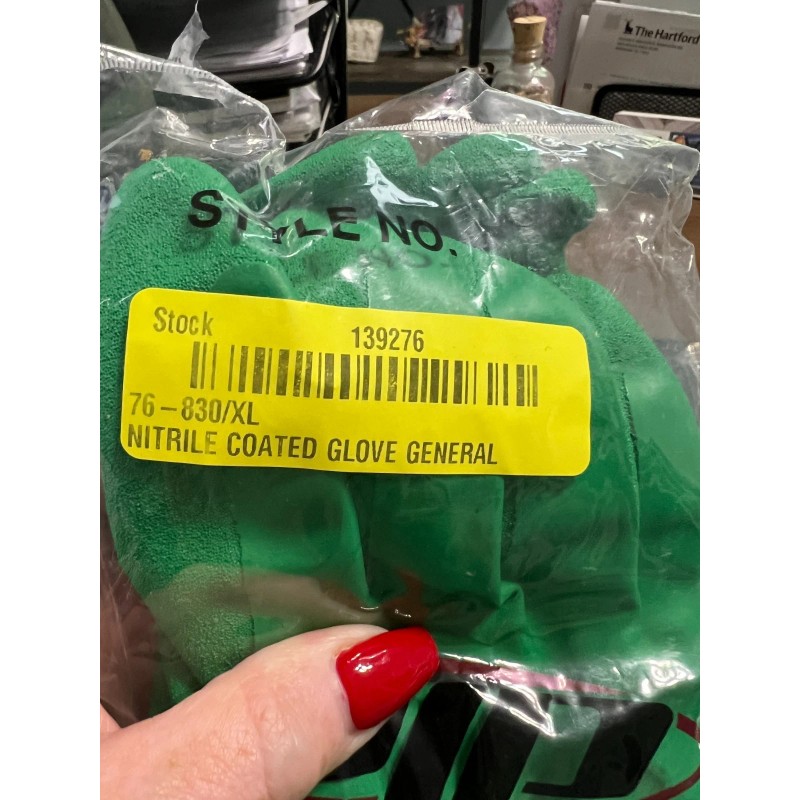 The Hartford
STYLE NO.
Stock 139276
76-830/XL
NITRILE COATED GLOVE GENERAL